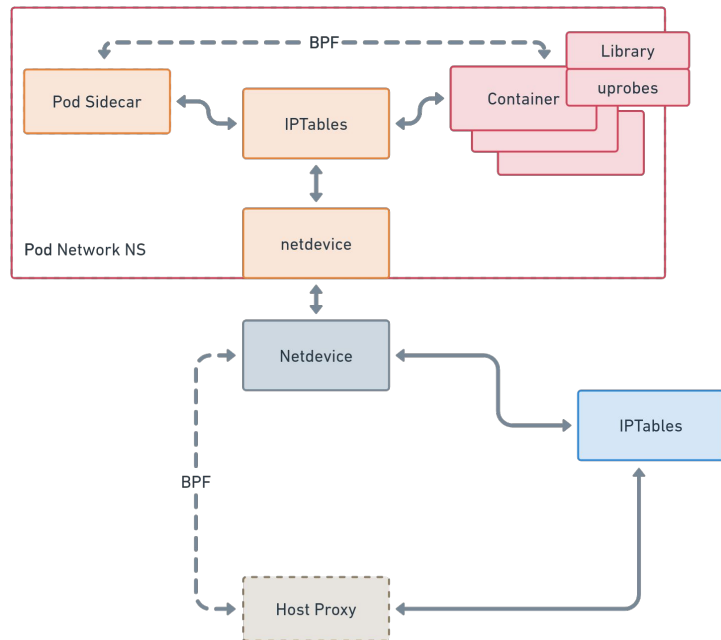 BPF
Library
Pod Sidecar
Container
uprobes
IPTables
Pod Network NS
netdevice
Netdevice
IPTables
BPF
Host Proxy